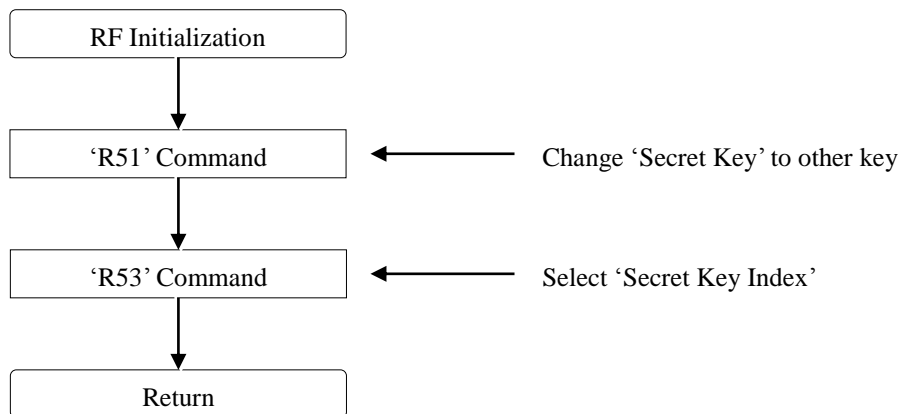 RF Initialization
‘R51’ Command
Change ‘Secret Key’ to other key
‘R53’ Command
Select ‘Secret Key Index’
Return